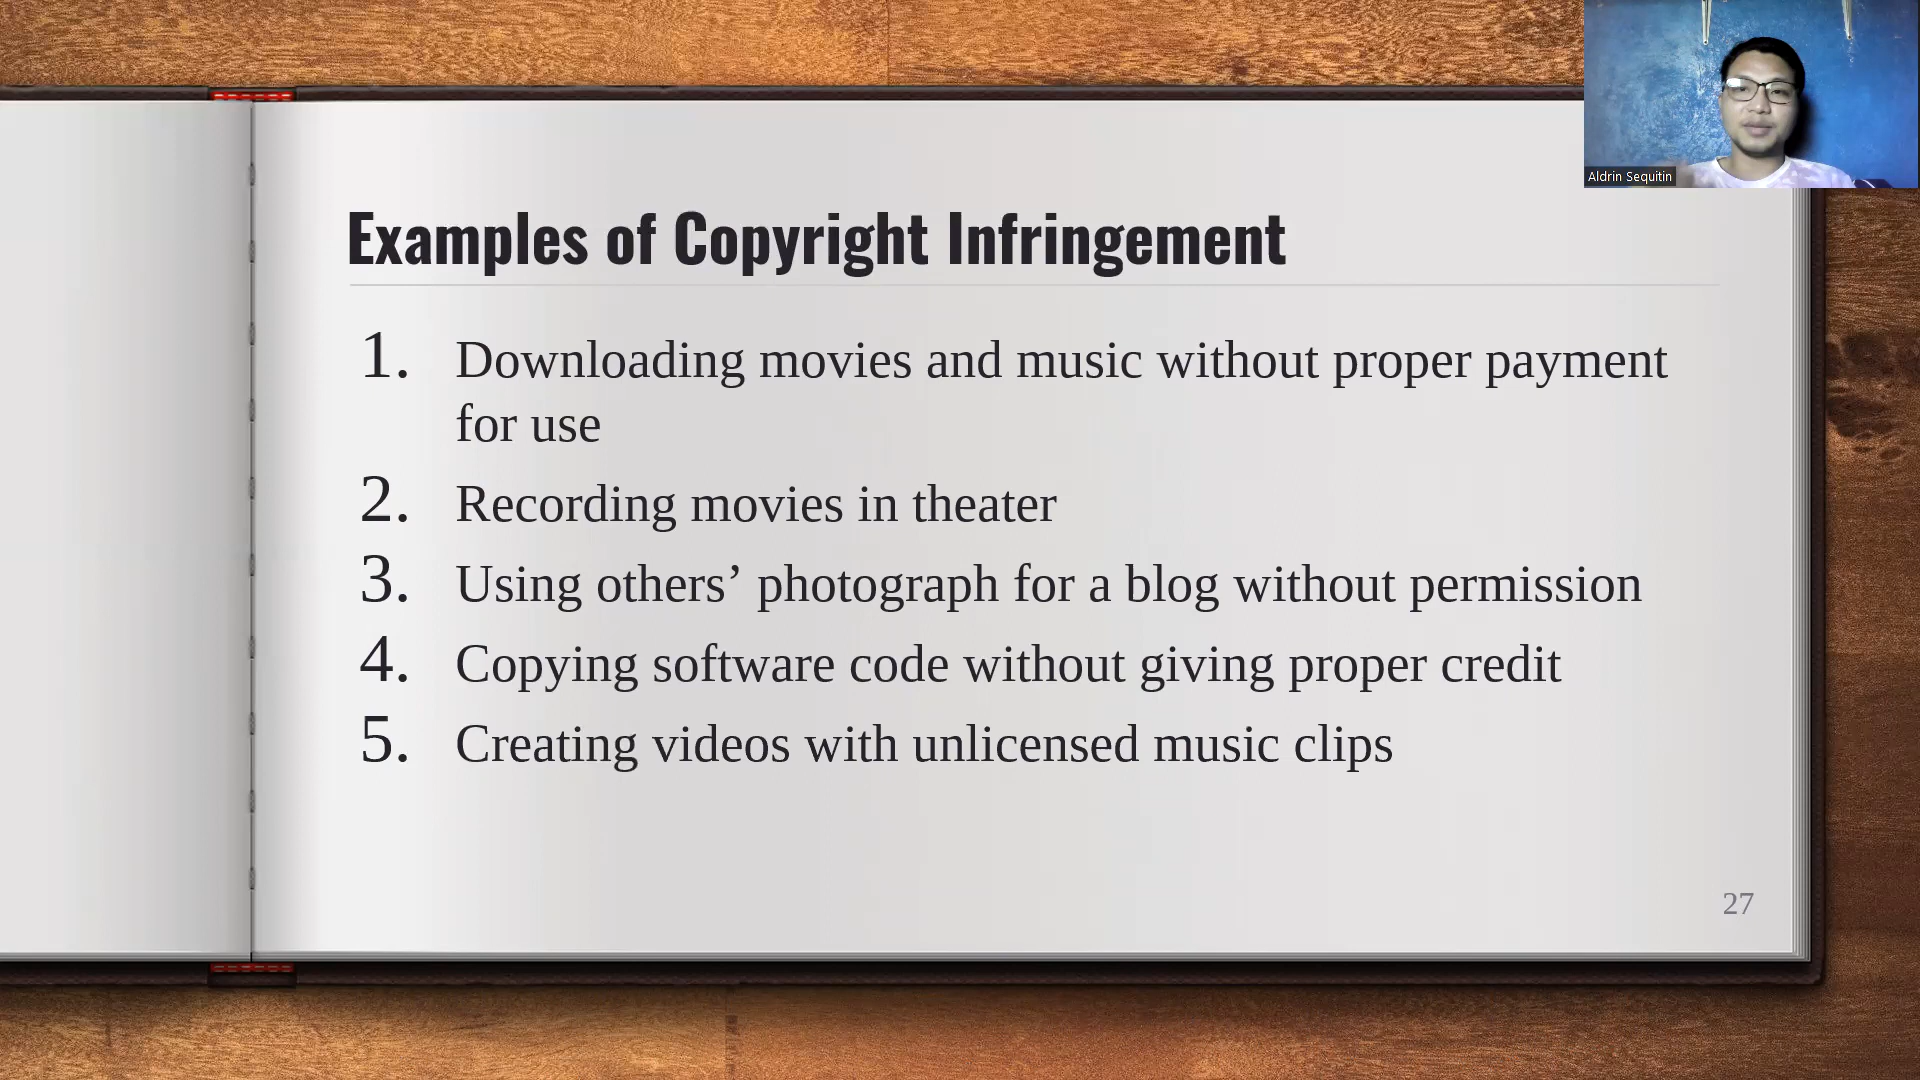 Aldrin Sequitin
Examples of Copyright Infringement
1. Downloading movies and music without proper payment
for use
2. Recording movies in theater
3. Using others’ photograph for a blog without permission
4. Copying software code without giving proper credit
5. Creating videos with unlicensed music clips
27